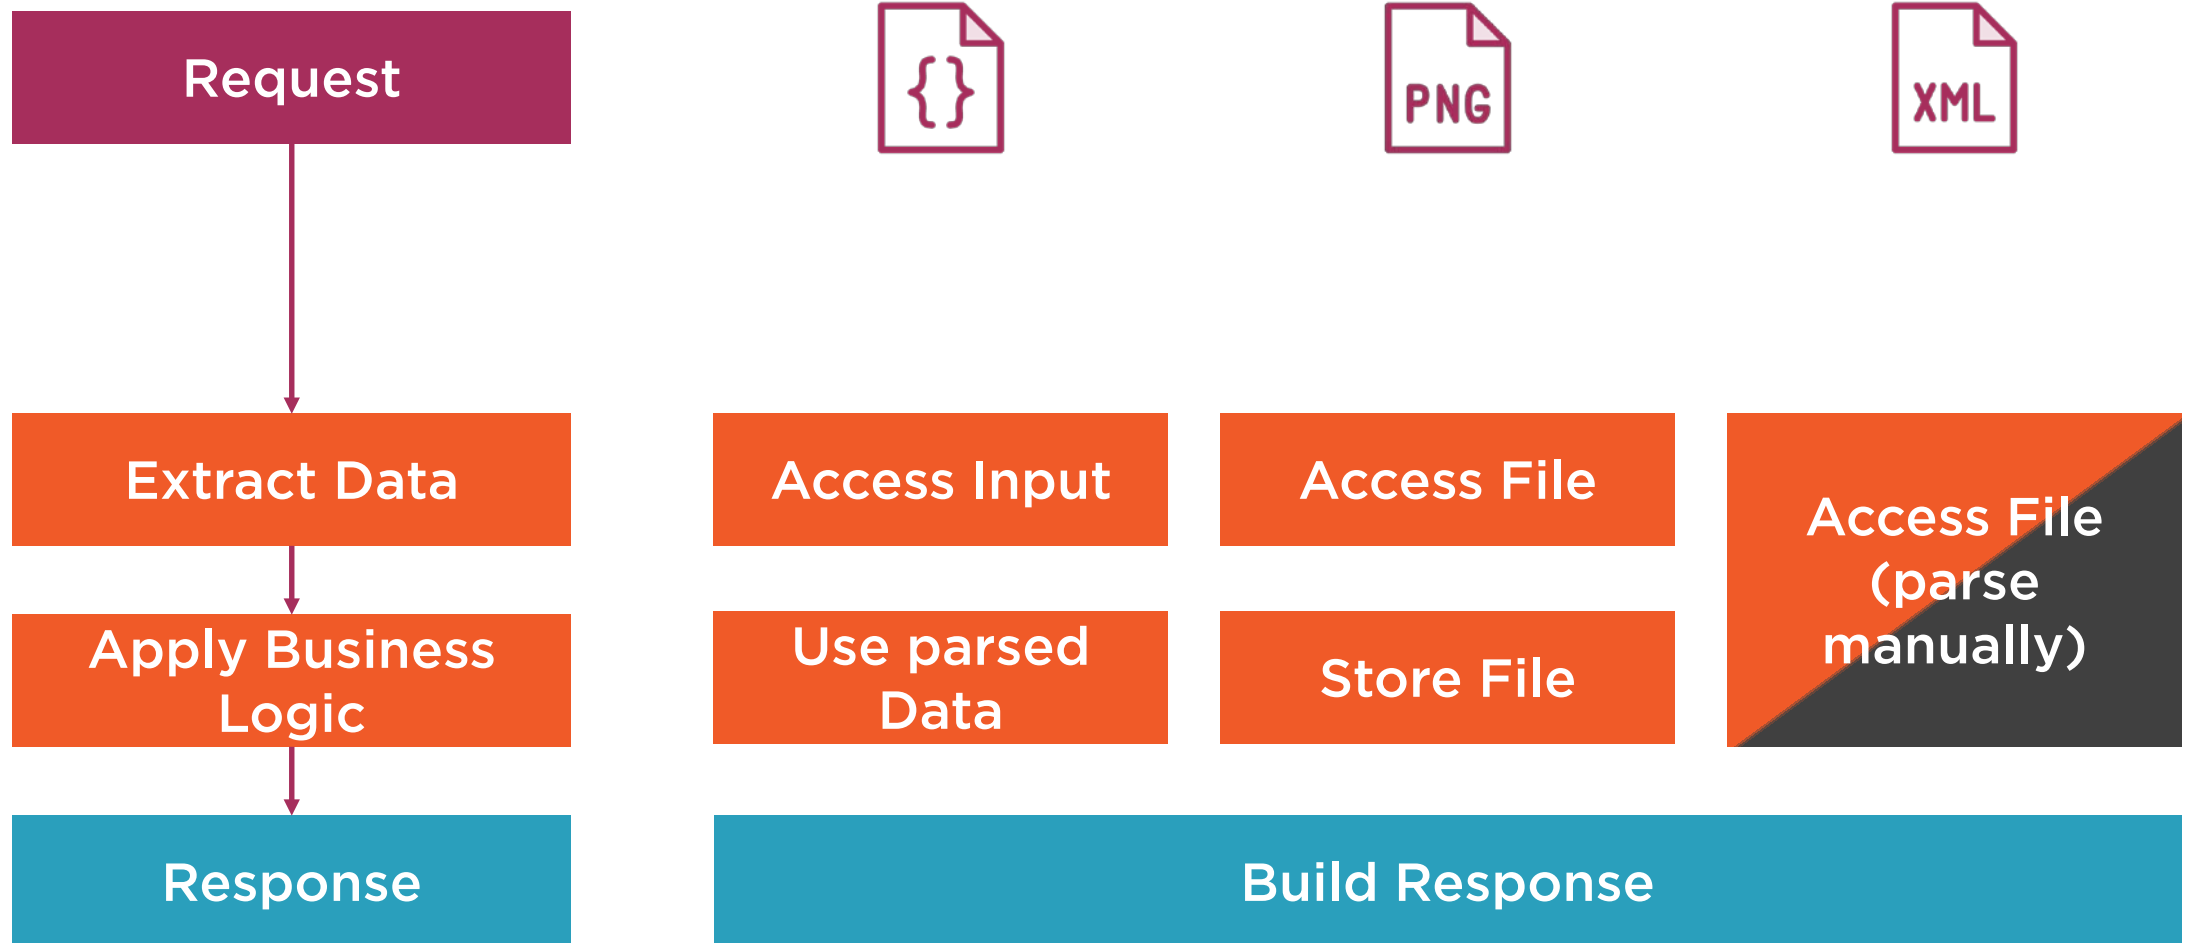 Request
{}
PNG
XML
Extract Data
Access Input
Access File
Access File
(parse
manually)
Apply Business
Logic
Use parsed
Data
Store File
Response
Build Response